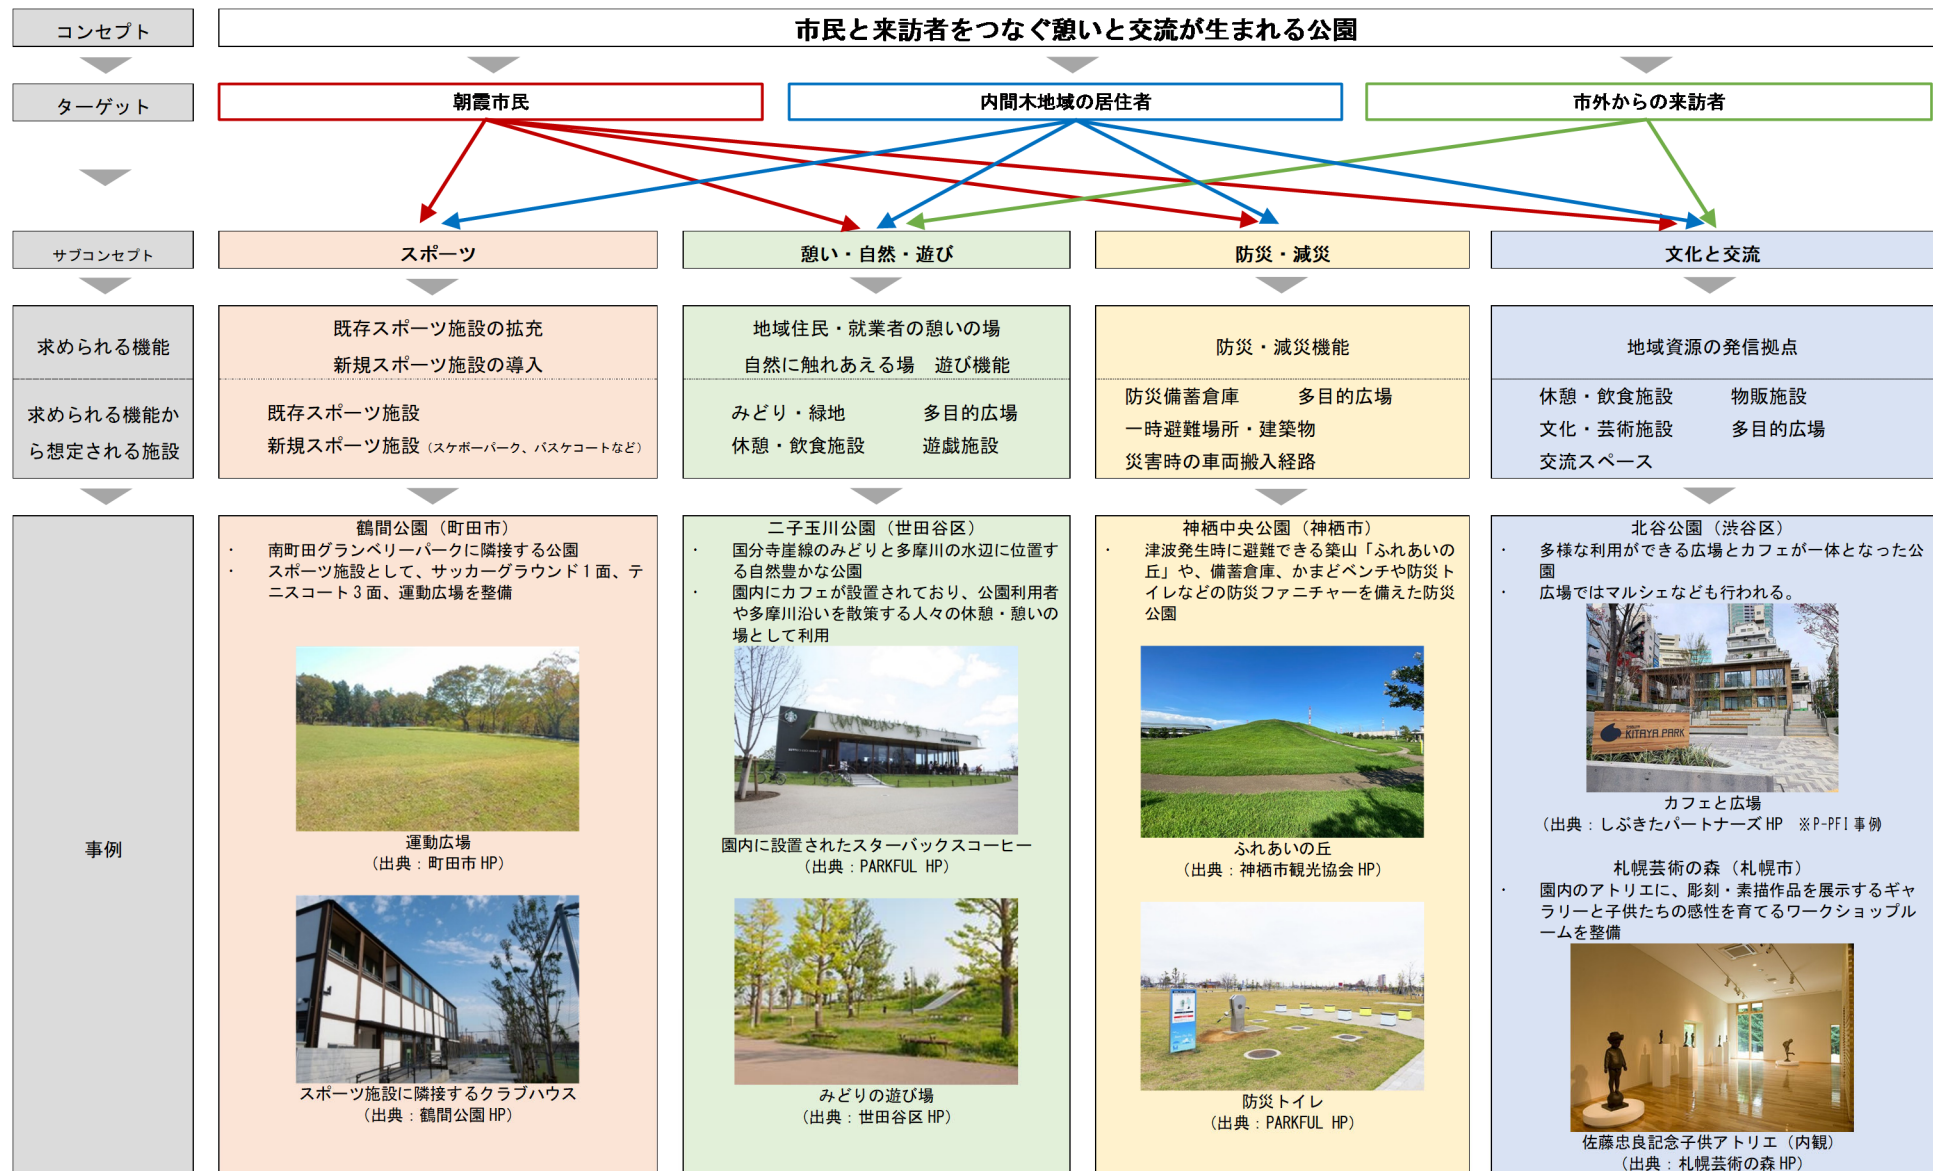 コンセプト
市民と来訪者をつなぐ憩いと交流が生まれる公園
ターゲット
朝霞市民
内間木地域の居住者
市外からの来訪者
サブコンセプト
スポーツ
憩い・自然・遊び
防災・減災
文化と交流
求められる機能
既存スポーツ施設の拡充
新規スポーツ施設の導入
地域住民・就業者の憩いの場
自然に触れあえる場 遊び機能
防災・減災機能
地域資源の発信拠点
求められる機能か
ら想定される施設
既存スポーツ施設
新規スポーツ施設（スケボーパーク、バスケコートなど）
みどり・緑地 多目的広場
休憩・飲食施設 遊戯施設
防災備蓄倉庫 多目的広場
一時避難場所・建築物
災害時の車両搬入経路
休憩・飲食施設 物販施設
文化・芸術施設 多目的広場
交流スペース
事例
鶴間公園（町田市）
・ 南町田グランベリーパークに隣接する公園
・ スポーツ施設として、サッカーグラウンド1面、テ
ニスコート3面、運動広場を整備
運動広場
（出典：町田市HP）
スポーツ施設に隣接するクラブハウス
（出典：鶴間公園HP）
二子玉川公園（世田谷区）
・ 国分寺崖線のみどりと多摩川の水辺に位置す
る自然豊かな公園
・ 園内にカフェが設置されており、公園利用者
や多摩川沿いを散策する人々の休憩・憩いの
場として利用
園内に設置されたスターバックスコーヒー
（出典：PARKFUL HP）
みどりの遊び場
（出典：世田谷区HP）
神栖中央公園（神栖市）
・ 津波発生時に避難できる築山「ふれあいの
丘」や、備蓄倉庫、かまどベンチや防災ト
イレなどの防災ファニチャーを備えた防災
公園
ふれあいの丘
（出典：神栖市観光協会HP）
防災トイレ
（出典：PARKFUL HP）
北谷公園（渋谷区）
・ 多様な利用ができる広場とカフェが一体となった公
園
・ 広場ではマルシェなども行われる。
KITAYA PARK
カフェと広場
（出典：しぶきたパートナーズHP ※P-PFI事例）
札幌芸術の森（札幌市）
・ 園内のアトリエに、彫刻・素描作品を展示するギャ
ラリーと子供たちの感性を育てるワークショップル
ームを整備
佐藤忠良記念子供アトリエ（内観）
（出典：札幌芸術の森HP）